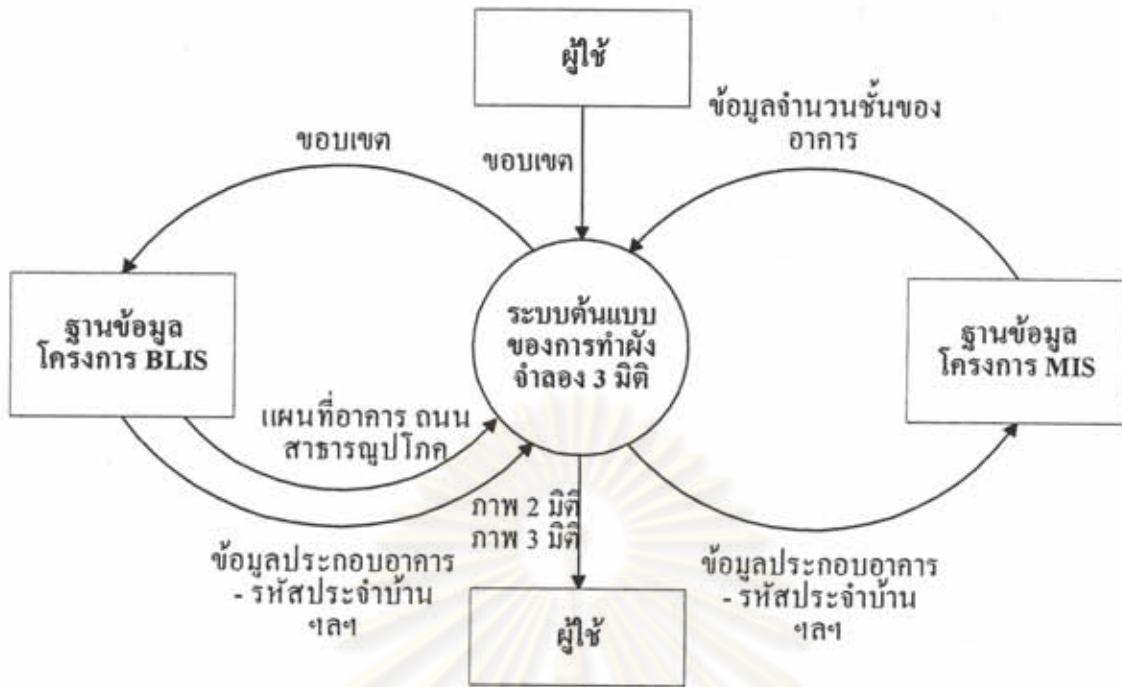 ผู้ใช้
ข้อมูลจำนวนชั้นของ
อาคาร
ขอบเขต
ขอบเขต
ฐานข้อมูล
โครงการ BLIS
ระบบต้นแบบ
ของการทำผัง
จำลอง 3 มิติ
ฐานข้อมูล
โครงการ MIS
แผนที่อาคาร ถนน
สาธารณูปโภค
ภาพ 2 มิติ
ภาพ 3 มิติ
ข้อมูลประกอบอาคาร
- รหัสประจำบ้าน
ฯลฯ
ข้อมูลประกอบอาคาร
- รหัสประจำบ้าน
ฯลฯ
ผู้ใช้